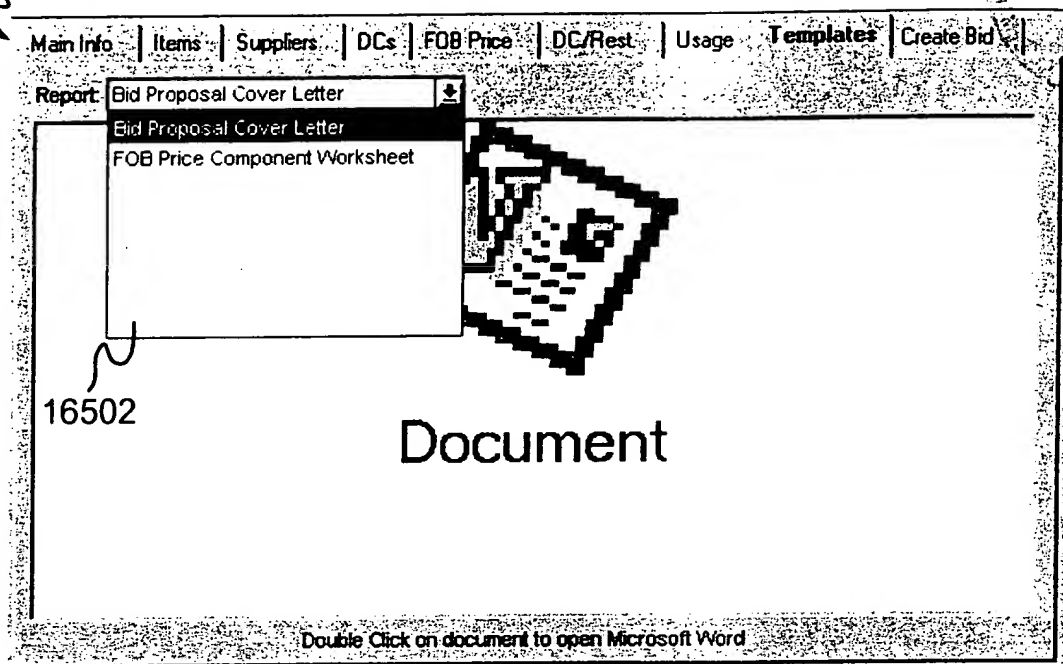 Main Info Items Suppliers DCs FOB Price DC/Rest Usage Templates Create Bid
Report: Bid Proposal Cover Letter
Bid Proposal Cover Letter
FOB Price Component Worksheet
16502
Document
Double Click on document to open Microsoft Word